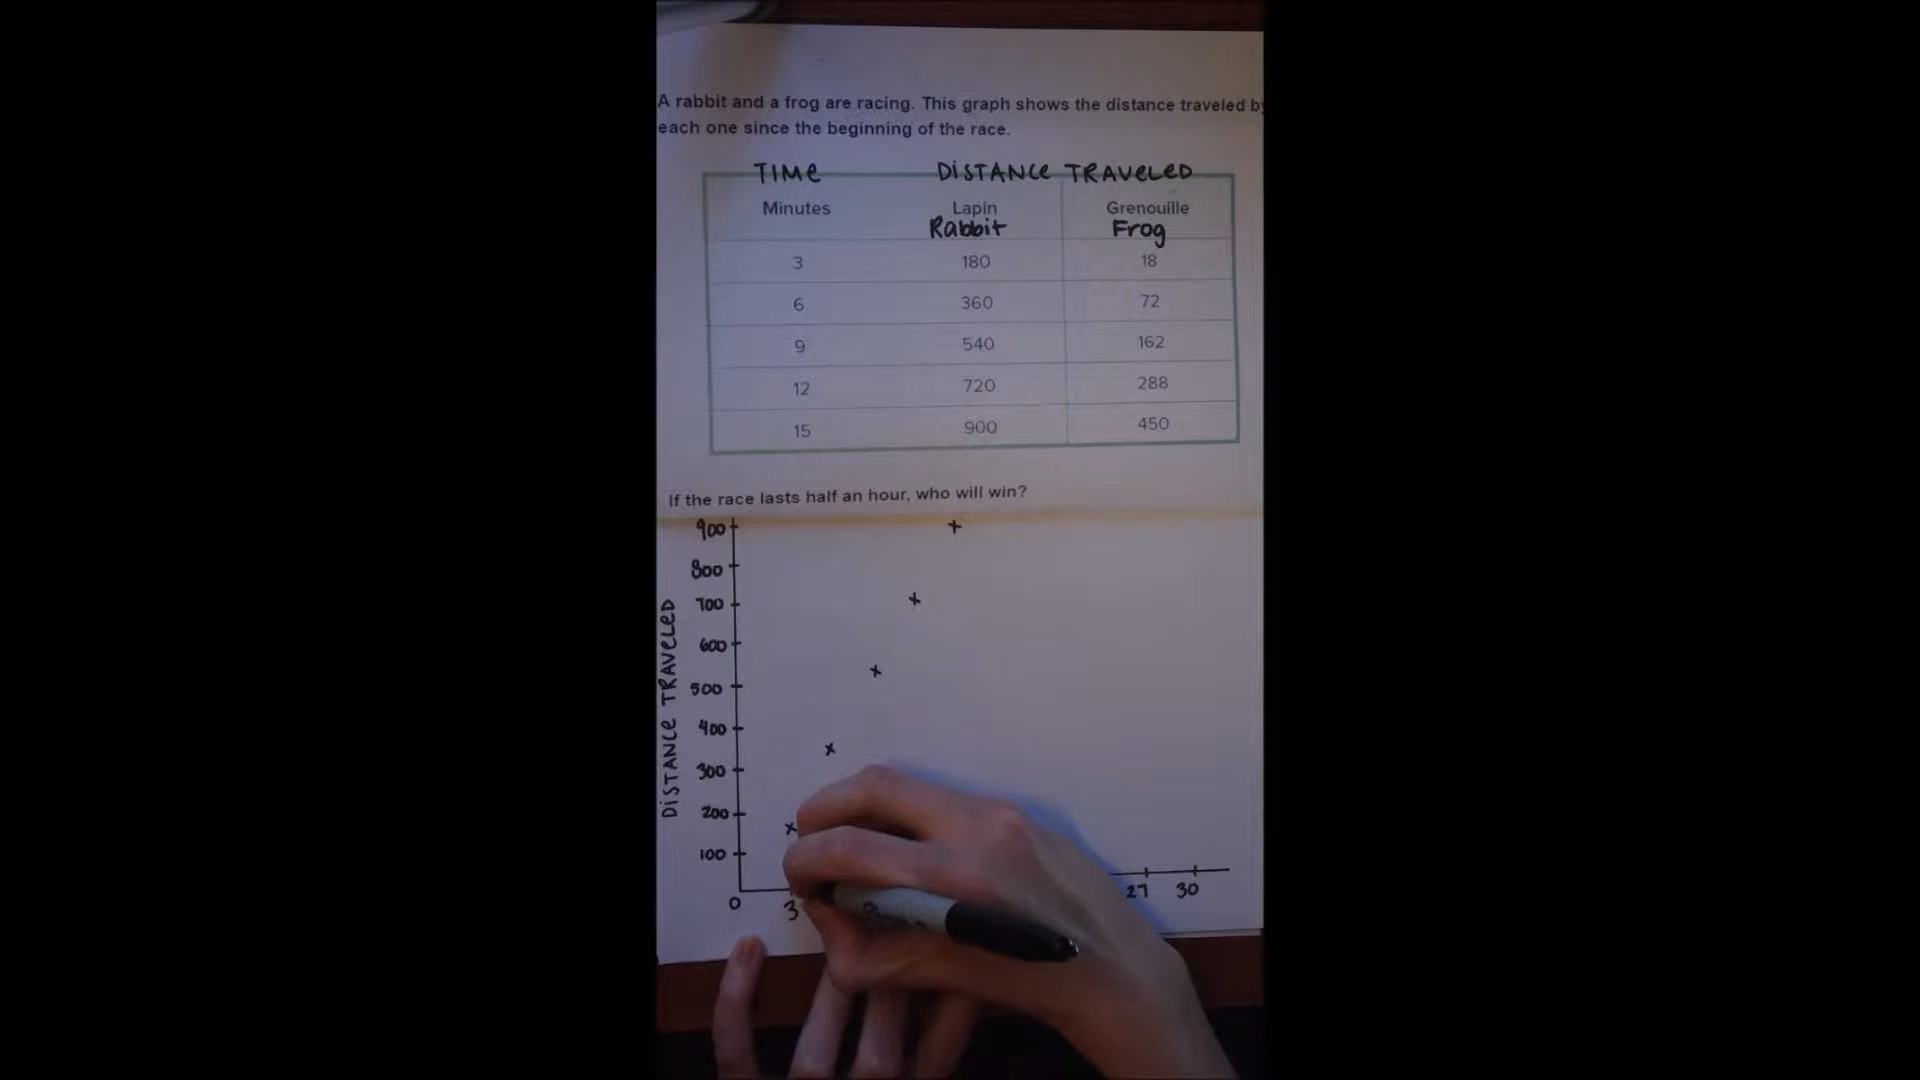 A rabbit and a frog are racing. This graph shows the distance traveled by
each one since the beginning of the race.
TIMe DiSTANCe TRAVeLeD
Minutes Lapin Grenouille
Rabbit Frog
3 180 18
6 360 72
9 540 162
12 720 288
15 900 450
If the race lasts half an hour, who will win?
900
800
700
600
500
400
300
200
100
DiSTANCe TRAVeLeD
0 3 9 27 30